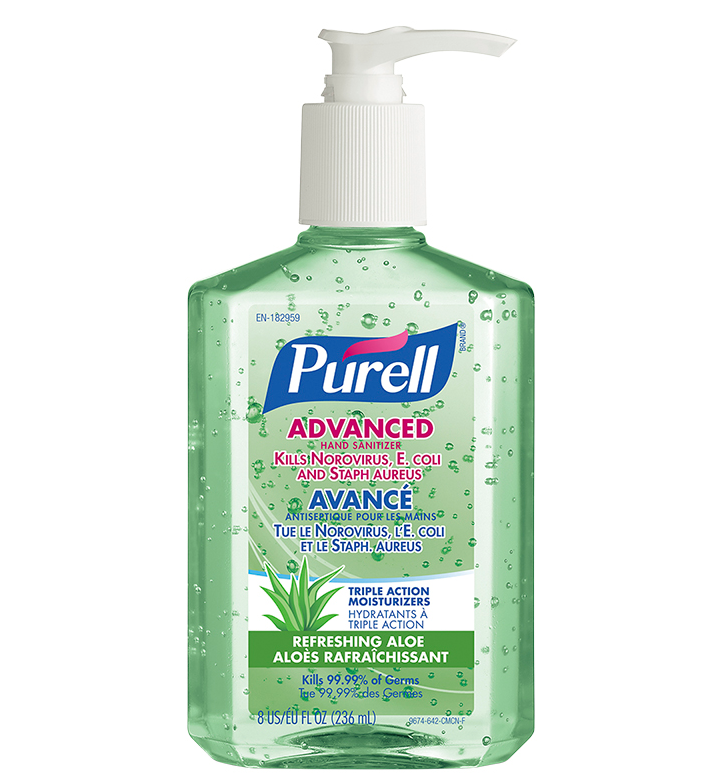 EN-182959
Purell
BRAND®
ADVANCED
HAND SANITIZER
KILLS NOROVIRUS, E. COLI
AND STAPH AUREUS
AVANCÉ
ANTISEPTIQUE POUR LES MAINS
TUE LE NOROVIRUS, L'E. COLI
ET LE STAPH. AUREUS
TRIPLE ACTION
MOISTURIZERS
HYDRATANTS À
TRIPLE ACTION
REFRESHING ALOE
ALOÈS RAFRAÎCHISSANT
Kills 99.99% of Germs
Tue 99,99% des Germes
8 US/ÉU FL OZ (236 mL)
9674-642-CMCN-F